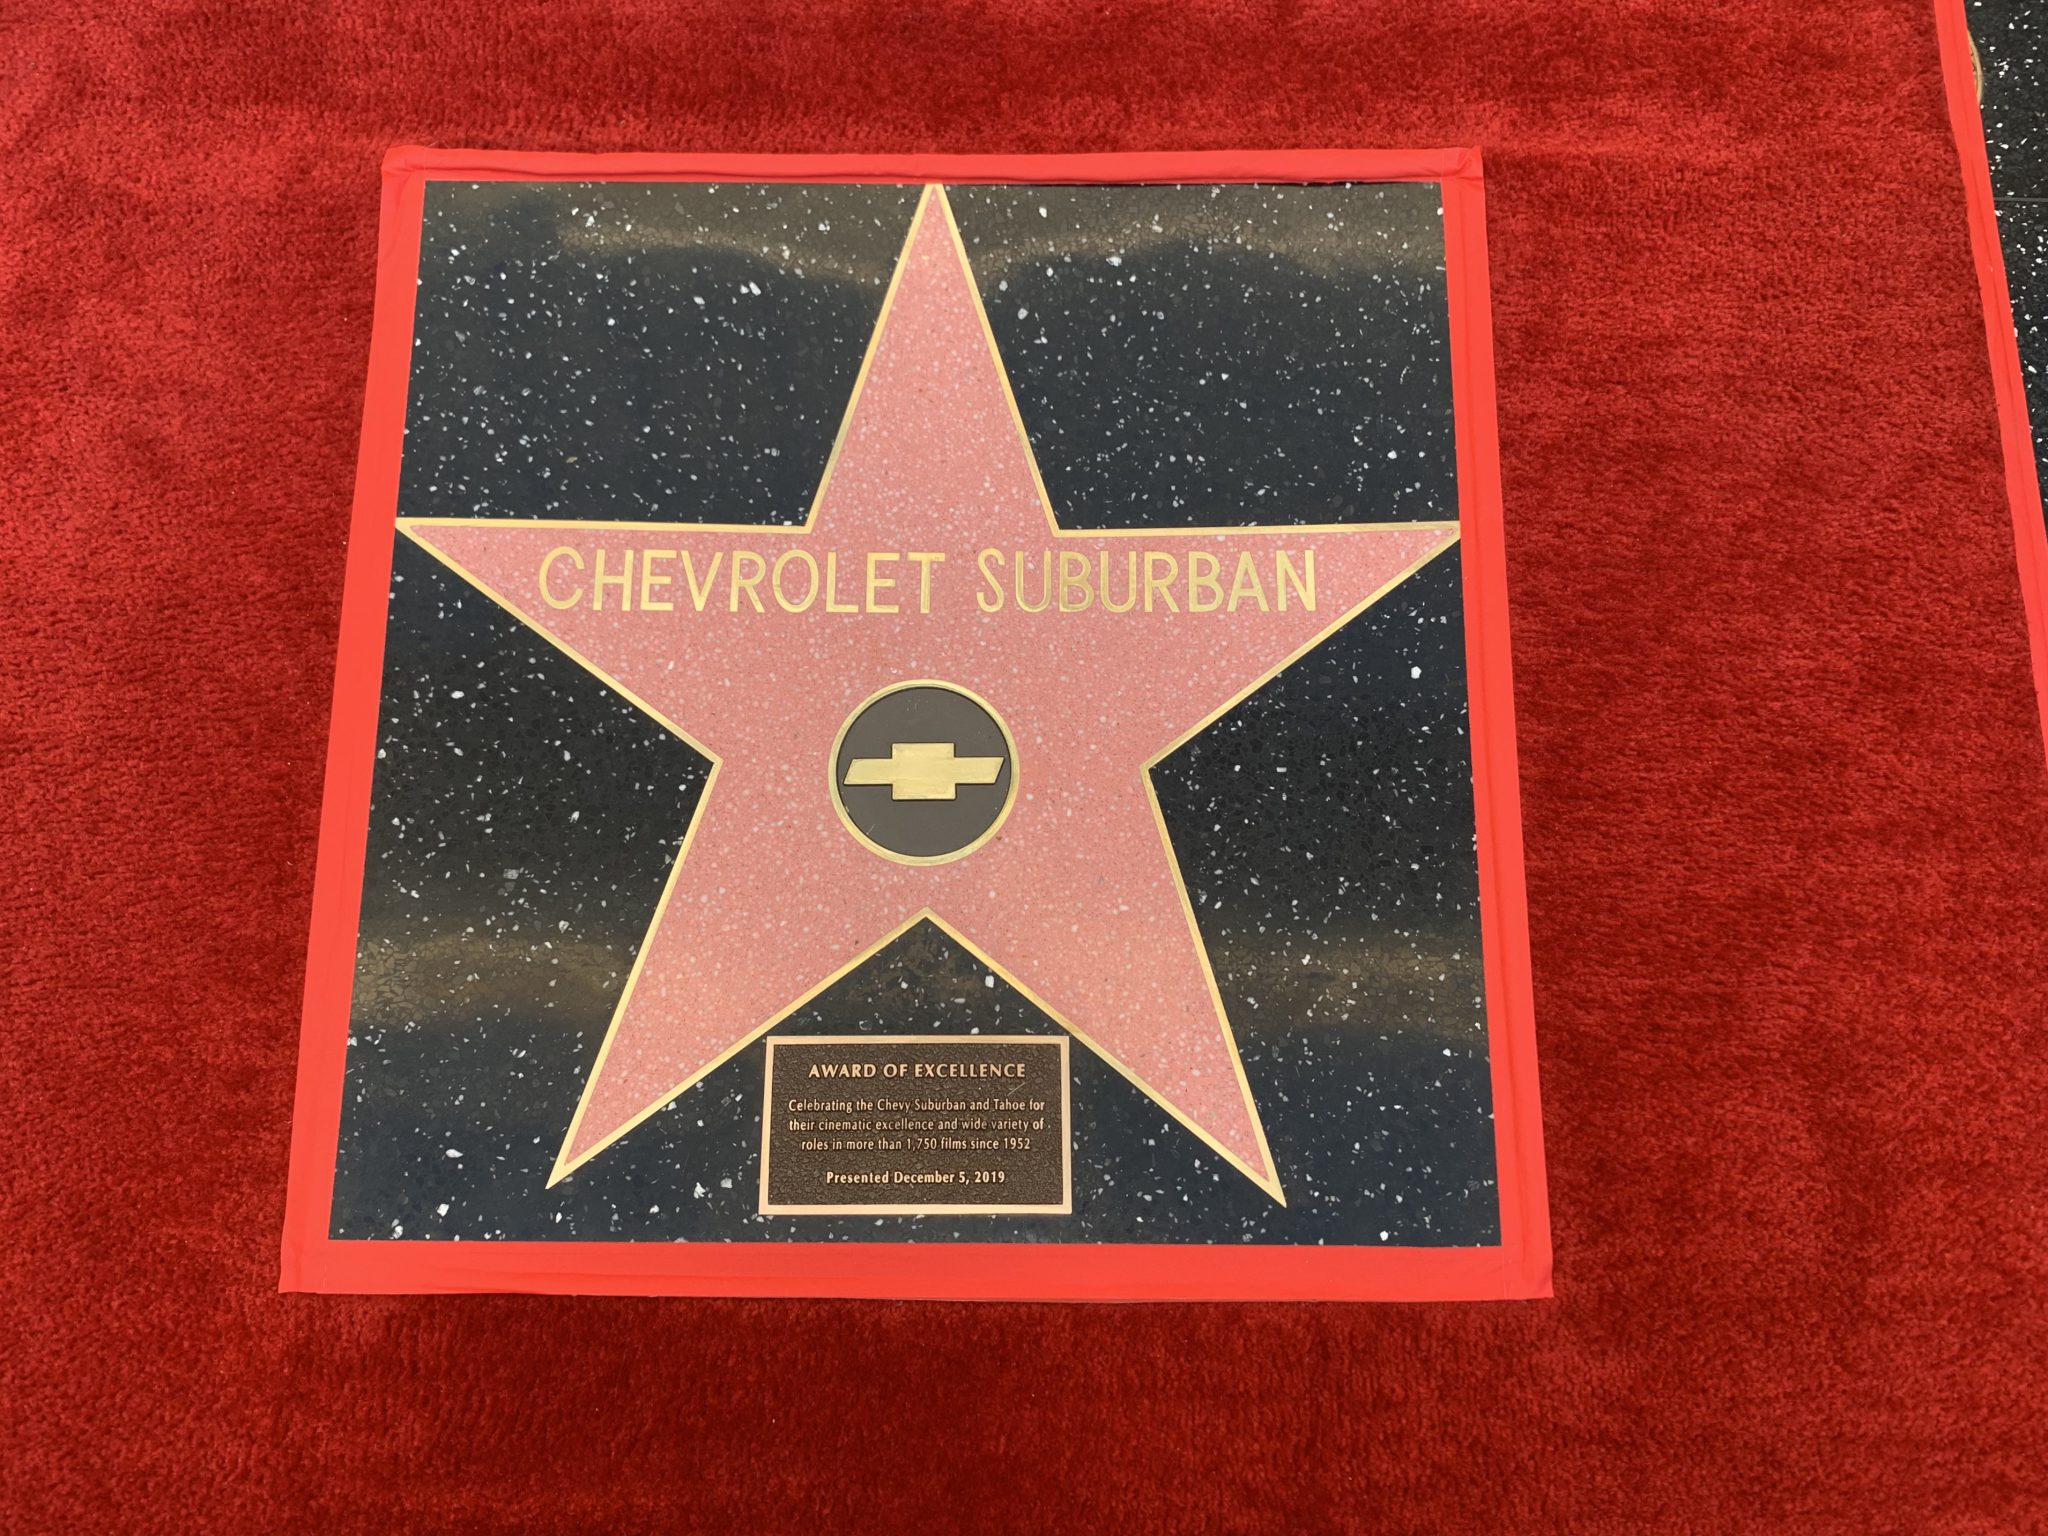 CHEVROLET SUBURBAN
AWARD OF EXCELLENCE
Celebrating the Chevy Suburban and Tahoe for
their cinematic excellence and wide variety of
roles in more than 1,750 films since 1952
Presented December 5, 2019